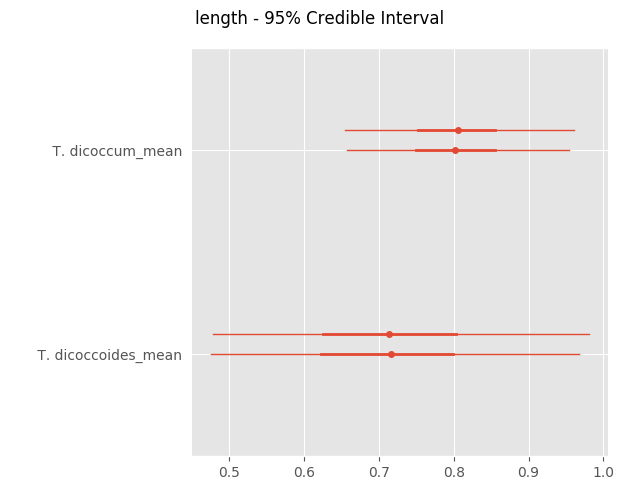 length - 95% Credible Interval
T. dicoccum_mean
T. dicoccoides_mean
0.5 0.6 0.7 0.8 0.9 1.0